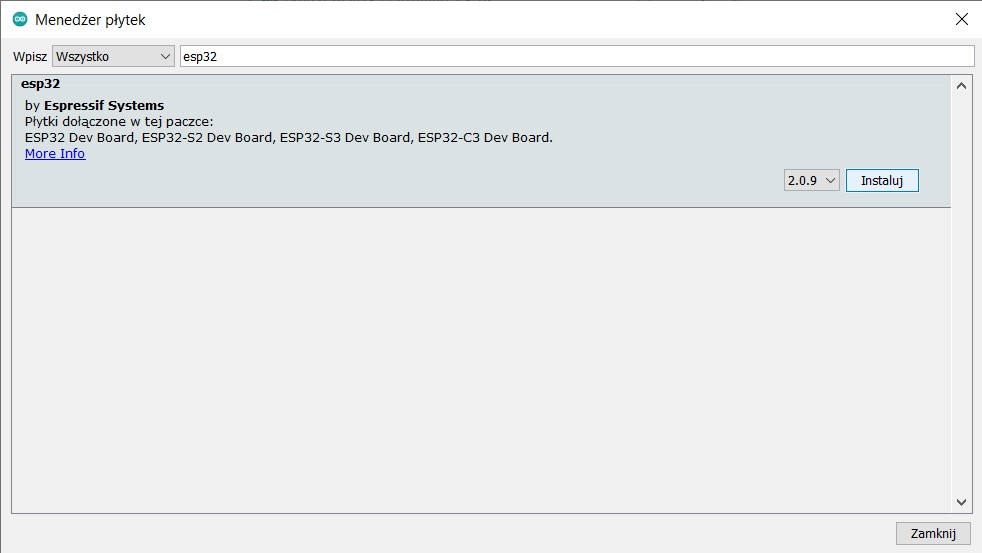 Menedżer płytek
Wpisz Wszystko esp32
esp32
by Espressif Systems
Płytki dołączone w tej paczce:
ESP32 Dev Board, ESP32-S2 Dev Board, ESP32-S3 Dev Board, ESP32-C3 Dev Board.
More Info
2.0.9 Instaluj
Zamknij